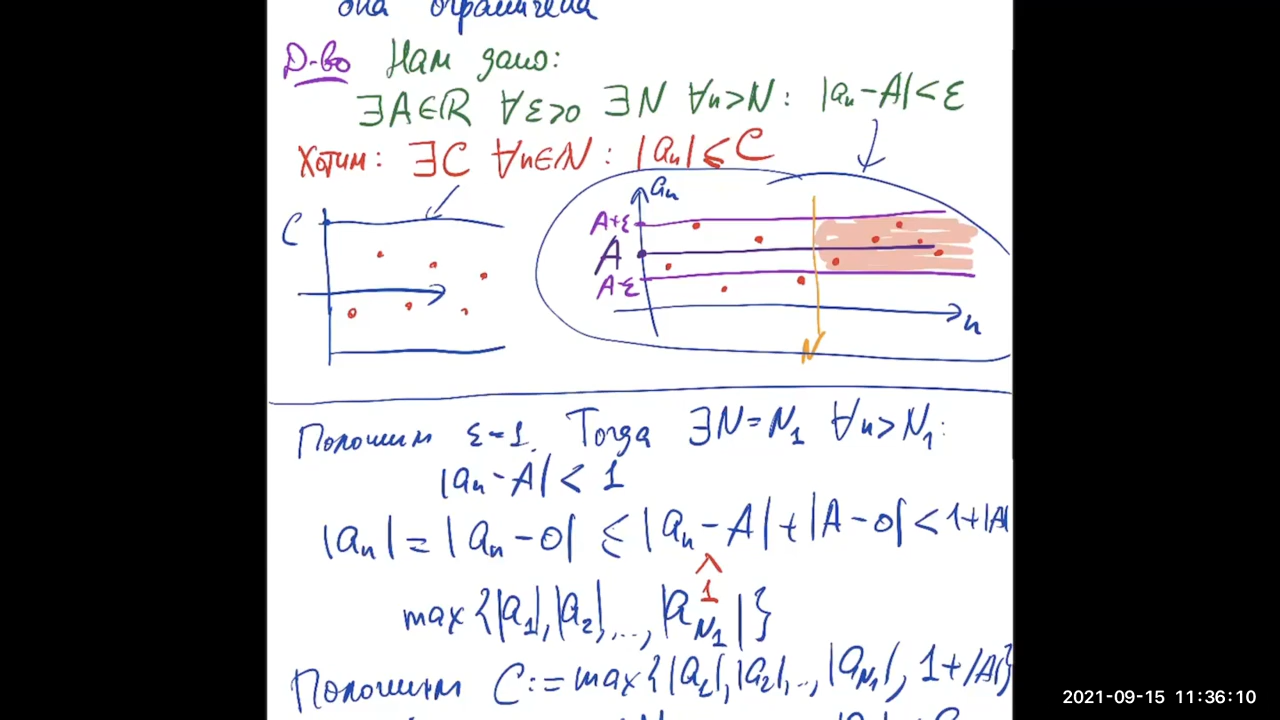 она ограничена
Д-во Нам дано:
∃A∈ℝ ∀ε>0 ∃N ∀n>N: |aₙ-A|<ε
Хотим: ∃C ∀n∈ℕ: |aₙ|≤C
C
aₙ
A+ε
A
A-ε
n
N
Положим ε=1. Тогда ∃N=N₁ ∀n>N₁:
|aₙ-A|<1
|aₙ|=|aₙ-0|≤|aₙ-A|+|A-0|<1+|A|
^
1
max{|a₁|,|a₂|,...,|a_N₁|}
Положим C:=max{|a₁|,|a₂|,..,|a_N₁|, 1+|A|}
2021-09-15 11:36:10